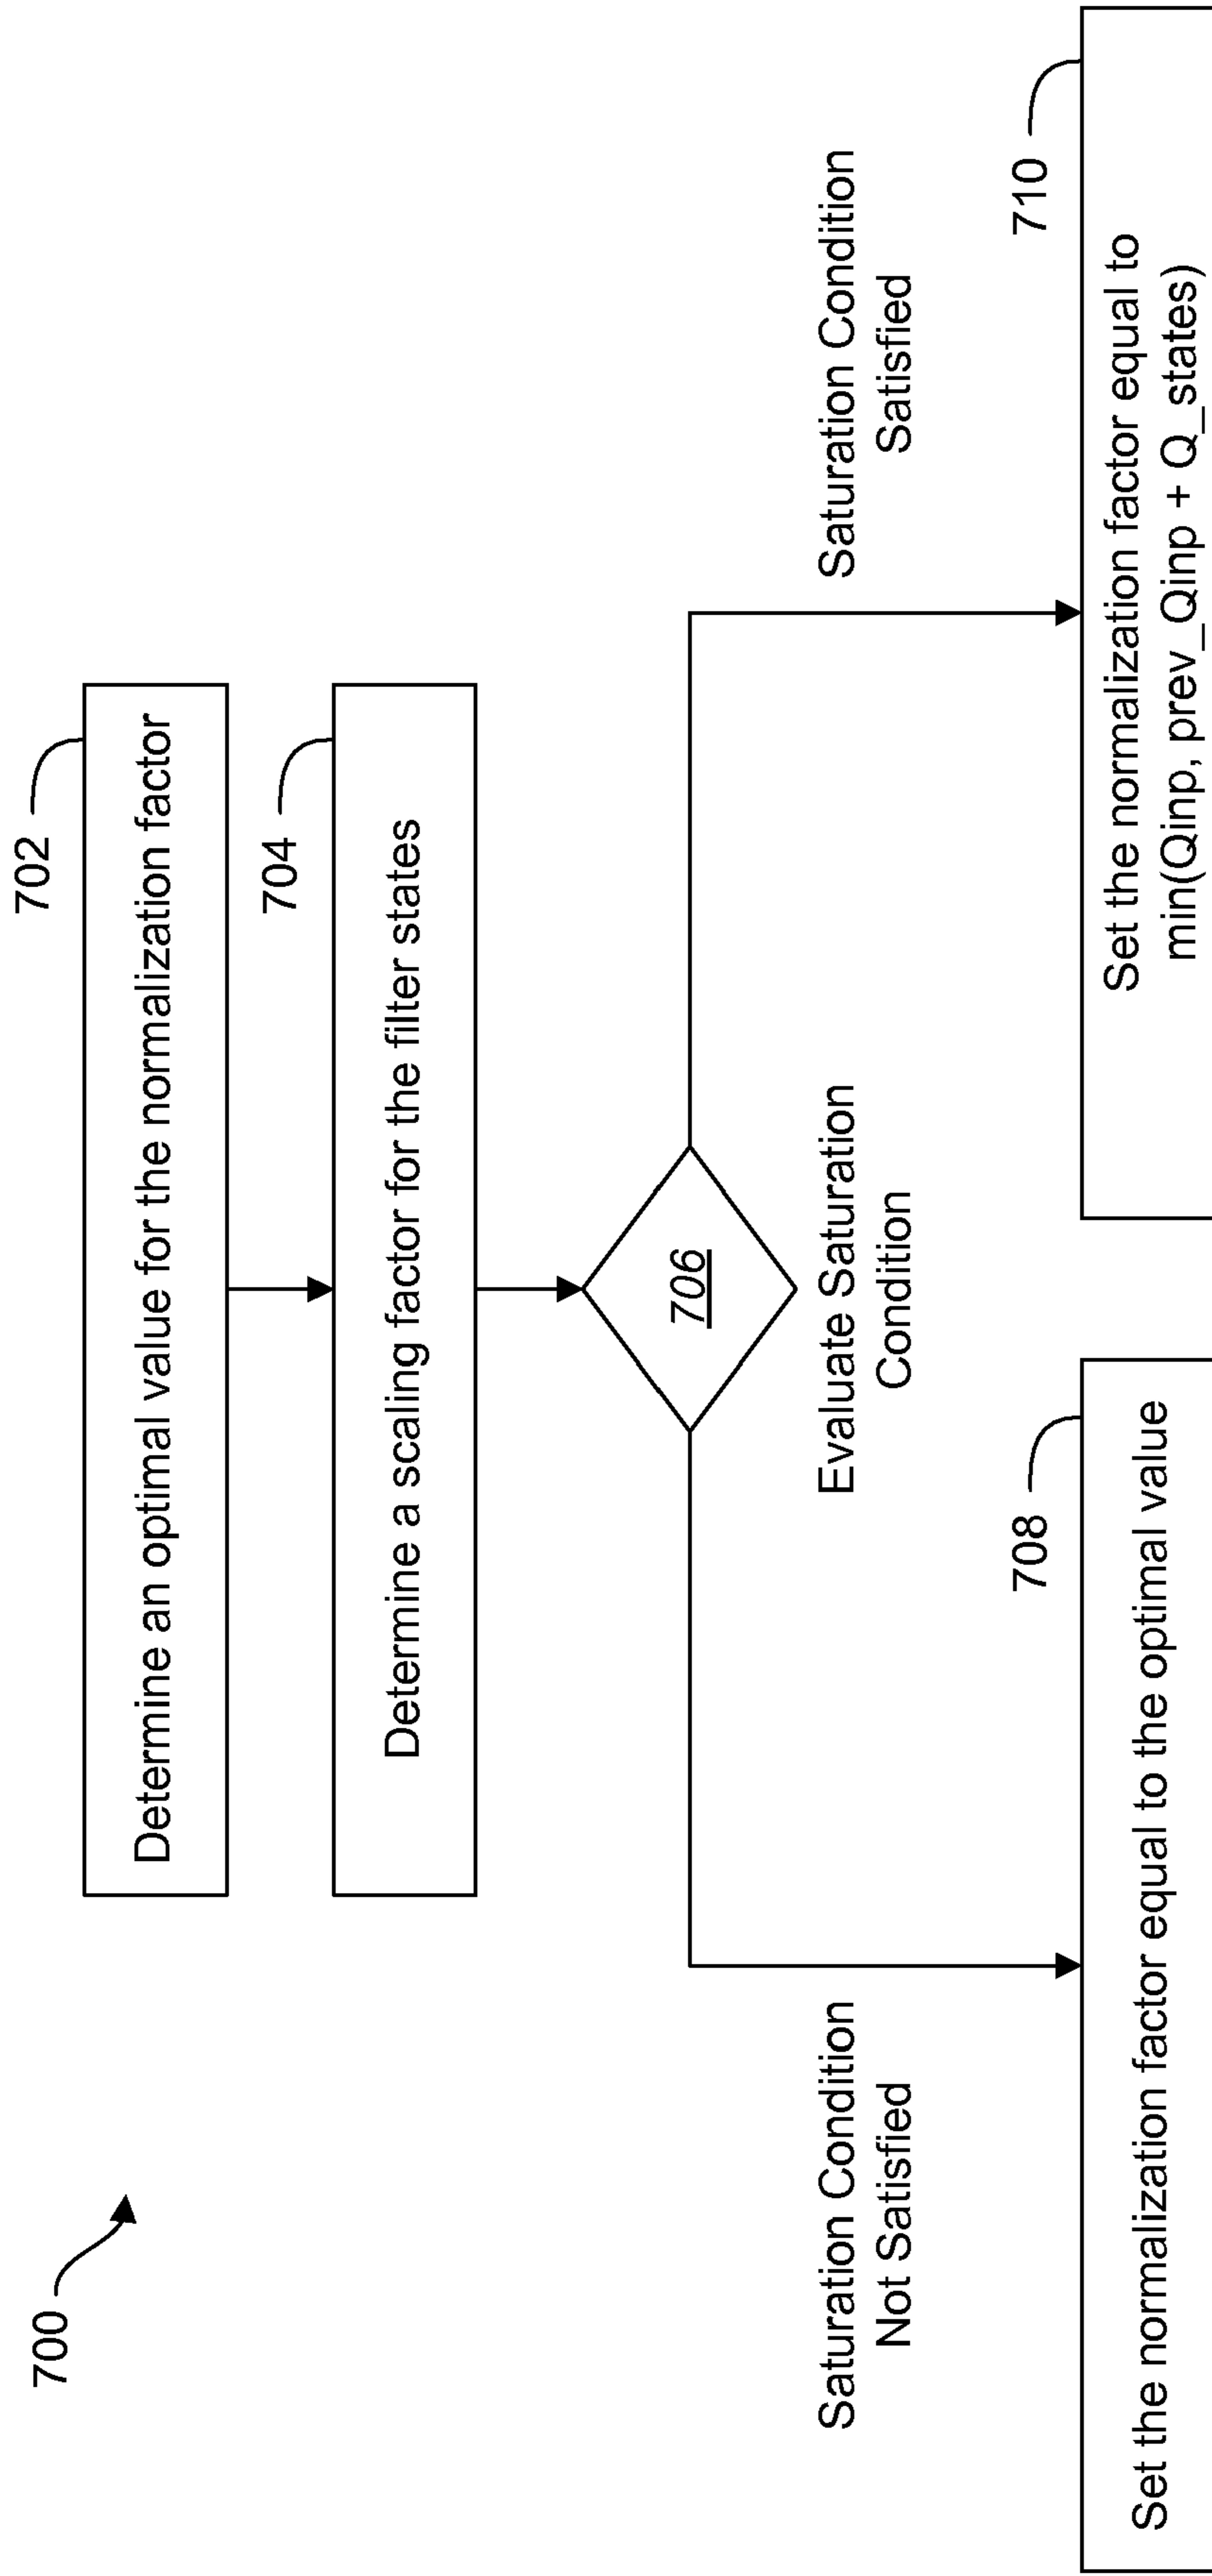 700
702
Determine an optimal value for the normalization factor
704
Determine a scaling factor for the filter states
706
Evaluate Saturation
Condition
Saturation Condition
Not Satisfied
Saturation Condition
Satisfied
708
Set the normalization factor equal to the optimal value
710
Set the normalization factor equal to
min(Qinp, prev_Qinp + Q_states)